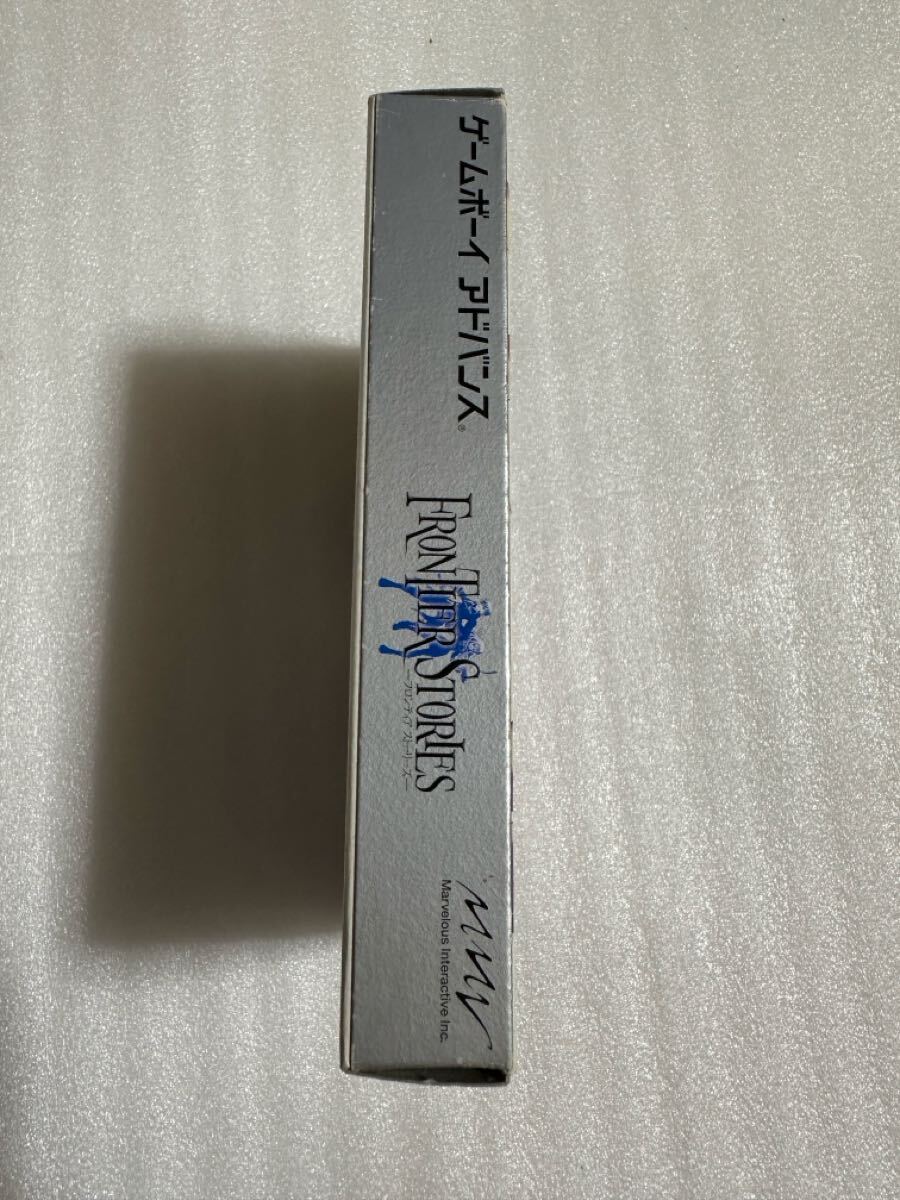 ゲームボーイ アドバンス®
FRONTIER STORIES
―フロンティア ストーリーズ―
MMV
Marvelous Interactive Inc.